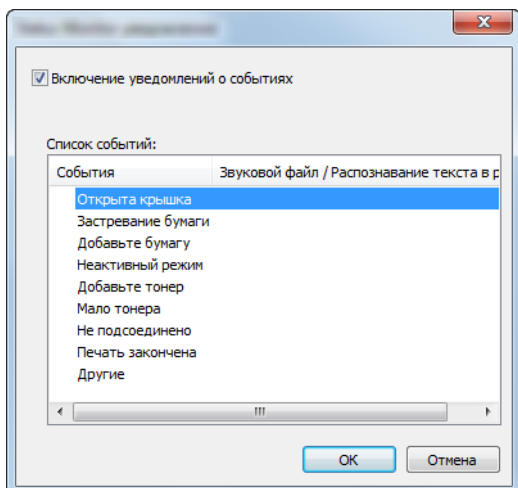 Включение уведомлений о событиях
Список событий:
События Звуковой файл / Распознавание текста в р
Открыта крышка
Застревание бумаги
Добавьте бумагу
Неактивный режим
Добавьте тонер
Мало тонера
Не подсоединено
Печать закончена
Другие
OK Отмена